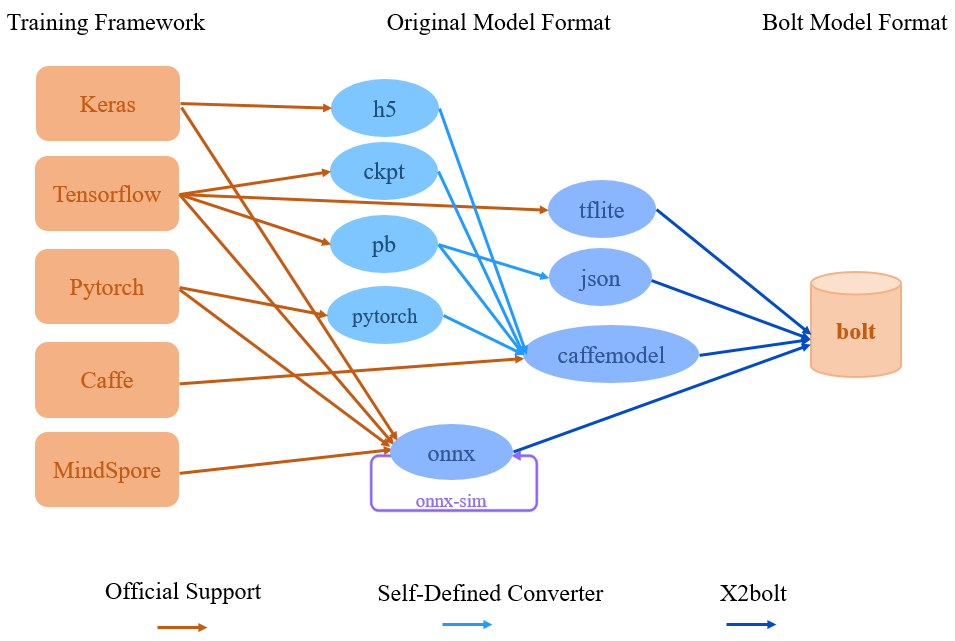 Training Framework
Original Model Format
Bolt Model Format
Keras
h5
Tensorflow
ckpt
tflite
pb
json
Pytorch
pytorch
bolt
caffemodel
Caffe
onnx
MindSpore
onnx-sim
Official Support
Self-Defined Converter
X2bolt